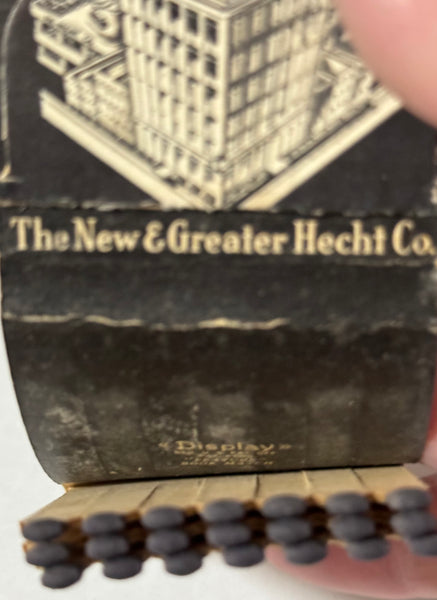 The New & Greater Hecht Co.
«Display»